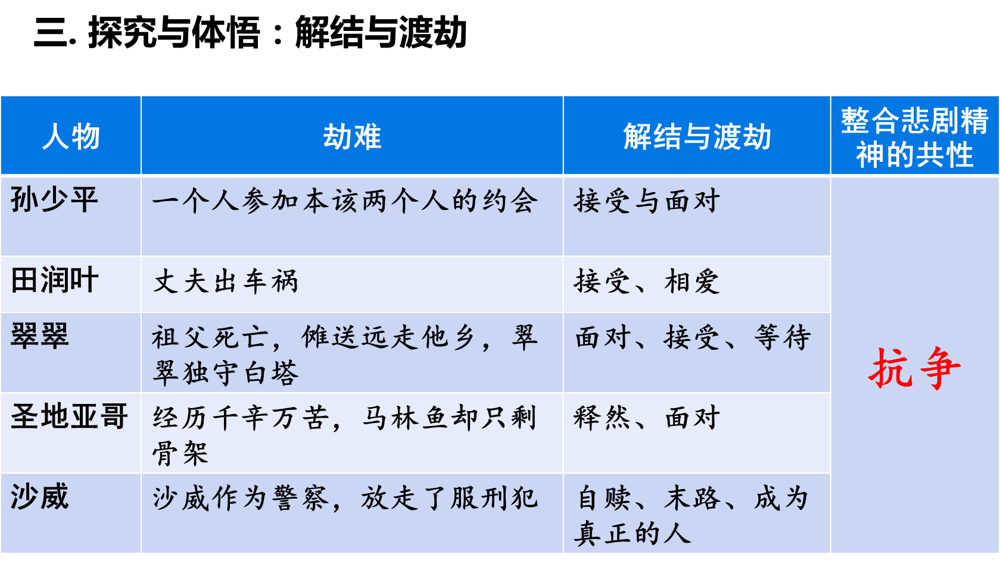 三. 探究与体悟：解结与渡劫
人物
劫难
解结与渡劫
整合悲剧精
神的共性
孙少平
一个人参加本该两个人的约会
接受与面对
田润叶
丈夫出车祸
接受、相爱
翠翠
祖父死亡，傩送远走他乡，翠
翠独守白塔
面对、接受、等待
圣地亚哥
经历千辛万苦，马林鱼却只剩
骨架
释然、面对
沙威
沙威作为警察，放走了服刑犯
自赎、末路、成为
真正的人
抗争